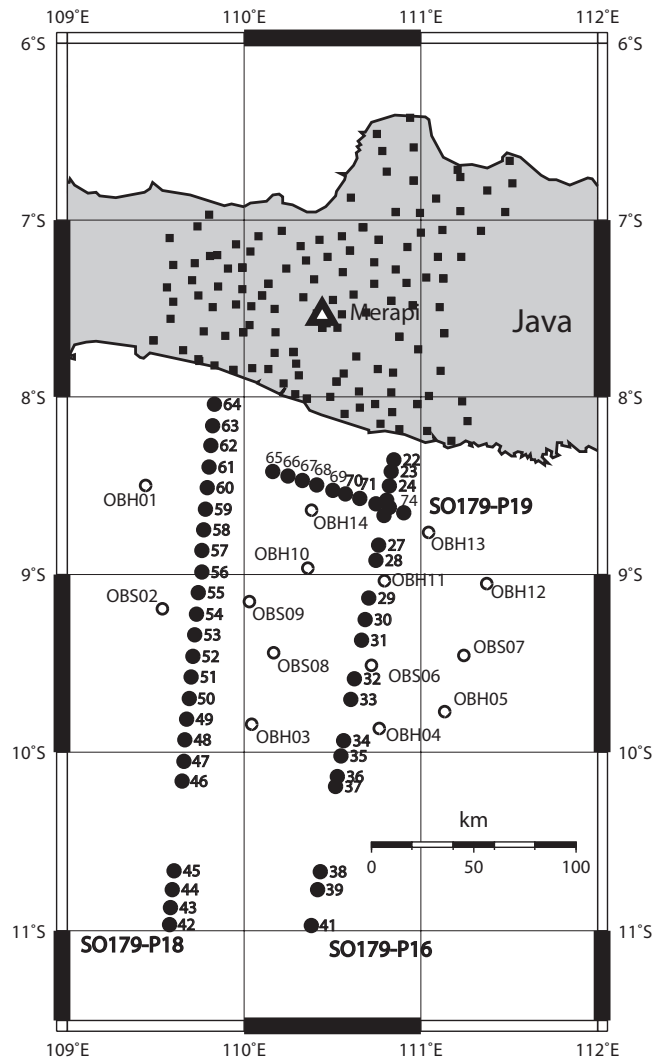 109˚E 110˚E 111˚E 112˚E
6˚S 6˚S
7˚S 7˚S
Merapi Java
8˚S 8˚S
64
63
62
61
60
59
58
57
56
55
54
53
52
51
50
49
48
47
46
45
44
43
42
SO179-P18
65
66
67
68
69
70
71
74
SO179-P19
22
23
24
27
28
29
30
31
32
33
34
35
36
37
38
39
41
SO179-P16
OBH01
OBH14
OBH13
OBH10
OBH11
OBH12
9˚S 9˚S
OBS02
OBS09
OBS08
OBS06
OBS07
OBH05
OBH03
OBH04
10˚S 10˚S
km
0 50 100
11˚S 11˚S
109˚E 110˚E 111˚E 112˚E